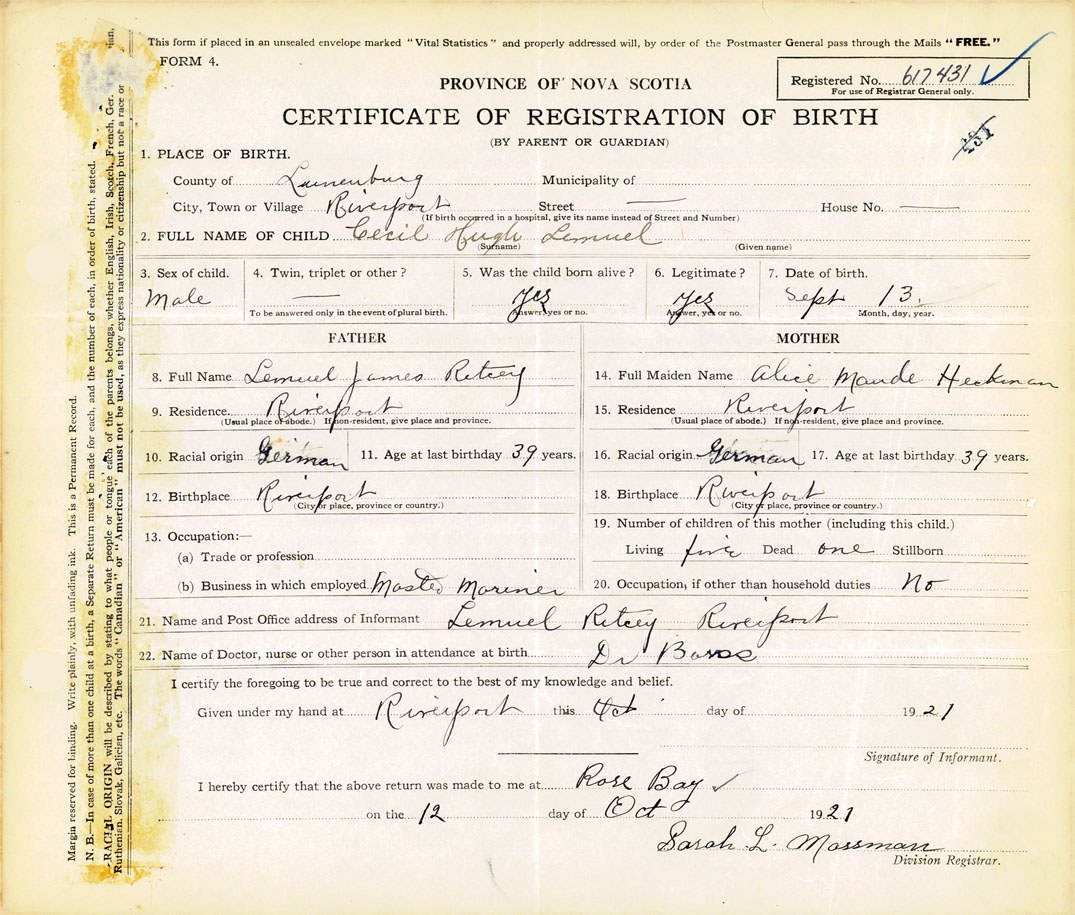 This form if placed in an unsealed envelope marked "Vital Statistics" and properly addressed will, by order of the Postmaster General pass through the Mails "FREE."
FORM 4.
Registered No. 617431
For use of Registrar General only.
PROVINCE OF NOVA SCOTIA
CERTIFICATE OF REGISTRATION OF BIRTH
(BY PARENT OR GUARDIAN)
1. PLACE OF BIRTH.
County of Lunenburg Municipality of
City, Town or Village Riverport Street — House No. —
(If birth occurred in a hospital, give its name instead of Street and Number)
2. FULL NAME OF CHILD Cecil Hugh Lemuel
(Surname) (Given name)
3. Sex of child. 4. Twin, triplet or other? 5. Was the child born alive? 6. Legitimate? 7. Date of birth.
Male — Yes Yes Sept 13.
To be answered only in the event of plural birth. Answer, yes or no. Answer, yes or no. Month, day, year.
FATHER MOTHER
8. Full Name Lemuel James Ritcey 14. Full Maiden Name Alice Maude Heckman
9. Residence Riverport 15. Residence Riverport
(Usual place of abode.) If non-resident, give place and province. (Usual place of abode.) If non-resident, give place and province.
10. Racial origin German 11. Age at last birthday 39 years. 16. Racial origin German 17. Age at last birthday 39 years.
12. Birthplace Riverport 18. Birthplace Riverport
(City or place, province or country.) (City or place, province or country.)
13. Occupation:— 19. Number of children of this mother (including this child.)
(a) Trade or profession Living five Dead one Stillborn
(b) Business in which employed Master Mariner 20. Occupation, if other than household duties No
21. Name and Post Office address of Informant Lemuel Ritcey Riverport
22. Name of Doctor, nurse or other person in attendance at birth Dr
I certify the foregoing to be true and correct to the best of my knowledge and belief.
Given under my hand at Riverport this Oct day of 1921
Signature of Informant.
I hereby certify that the above return was made to me at Rose Bay
on the 12 day of Oct 1921
Sarah L. Mossman
Division Registrar.
Margin reserved for binding. Write plainly, with unfading ink. This is a Permanent Record.
N. B.—In case of more than one child at a birth, a Separate Return must be made for each, and the number of each, in order of birth, stated.
RACIAL ORIGIN will be described by stating to what people or tongue each of the parents belongs, whether English, Irish, Scotch, French, Ger.
Ruthenian, Slovak, Galician, etc. The words "Canadian" or "American" must not be used, as they express nationality or citizenship but not a race or